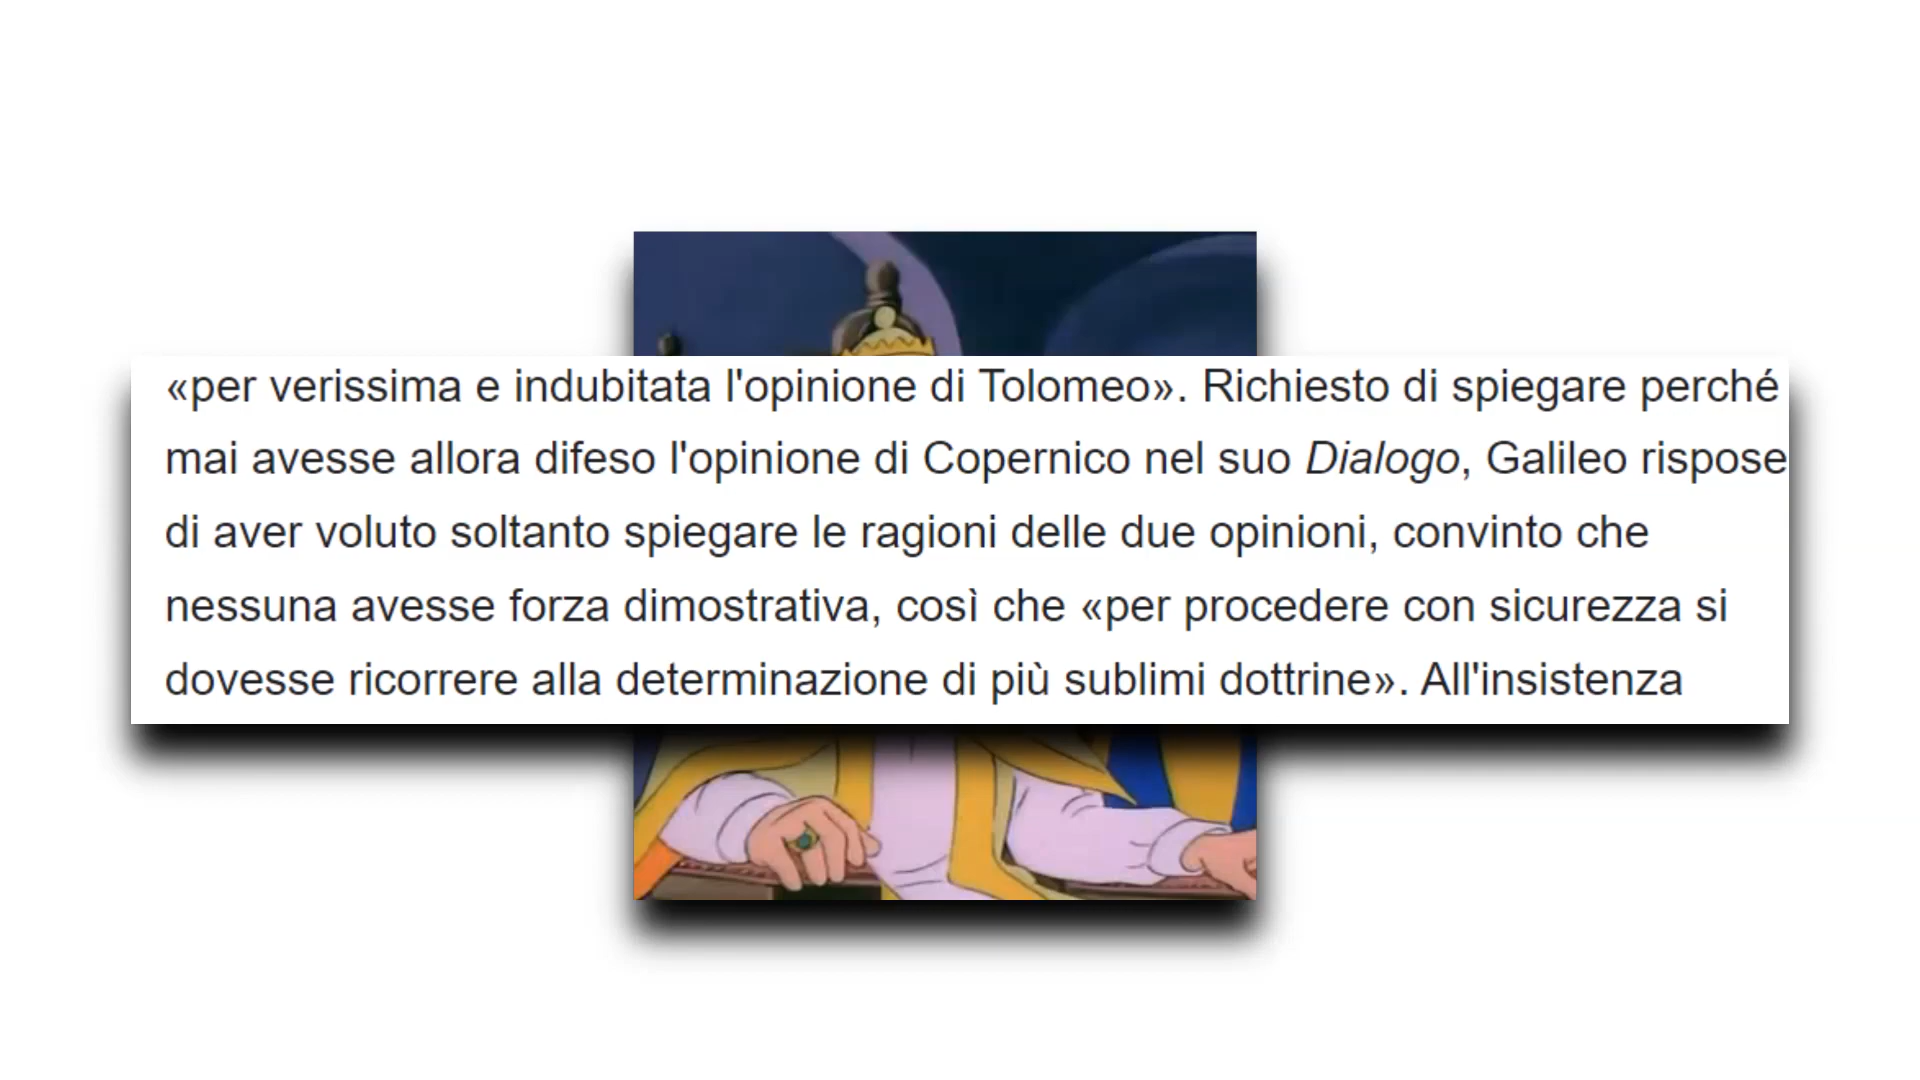 «per verissima e indubitata l'opinione di Tolomeo». Richiesto di spiegare perché
mai avesse allora difeso l'opinione di Copernico nel suo Dialogo, Galileo rispose
di aver voluto soltanto spiegare le ragioni delle due opinioni, convinto che
nessuna avesse forza dimostrativa, così che «per procedere con sicurezza si
dovesse ricorrere alla determinazione di più sublimi dottrine». All'insistenza